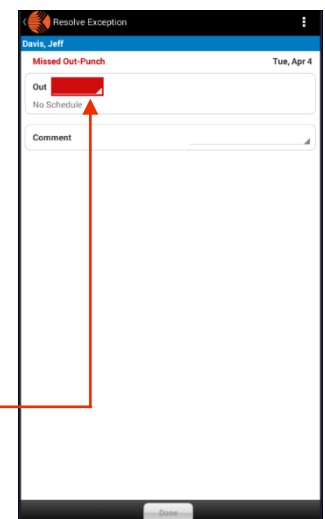 Resolve Exception
Davis, Jeff
Missed Out-Punch Tue, Apr 4
Out
No Schedule
Comment
Done